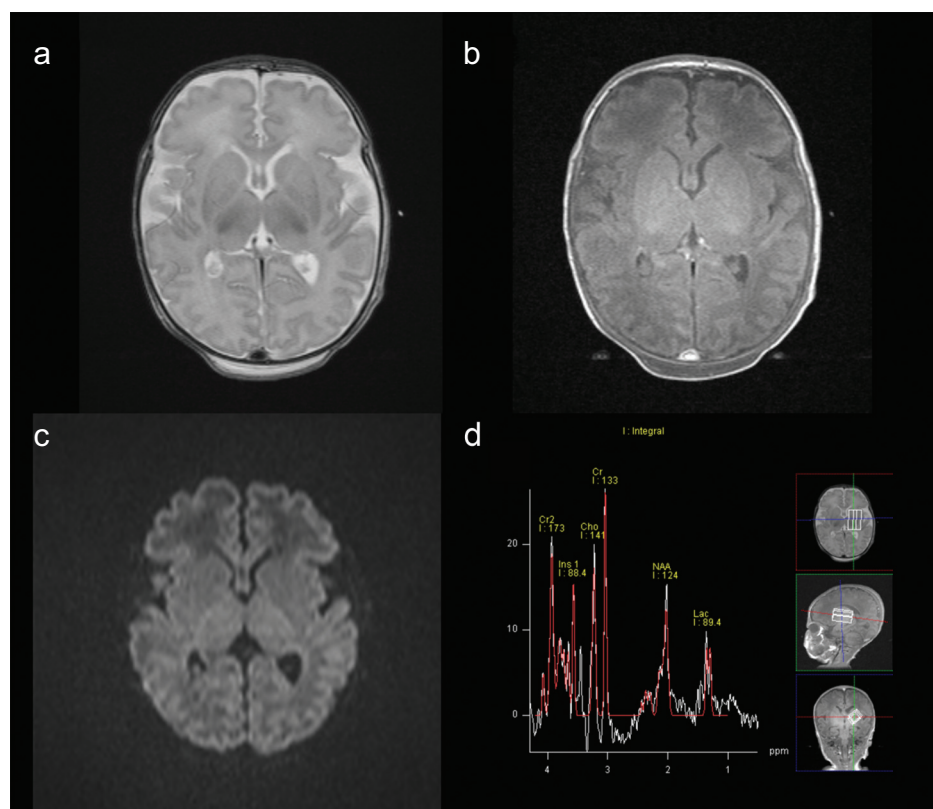 a
b
c
d
I : Integral
Cr
I : 133
Cr2
I : 173
Cho
I : 141
Ins 1
I : 88.4
NAA
I : 124
Lac
I : 89.4
20
10
0
ppm
4
3
2
1